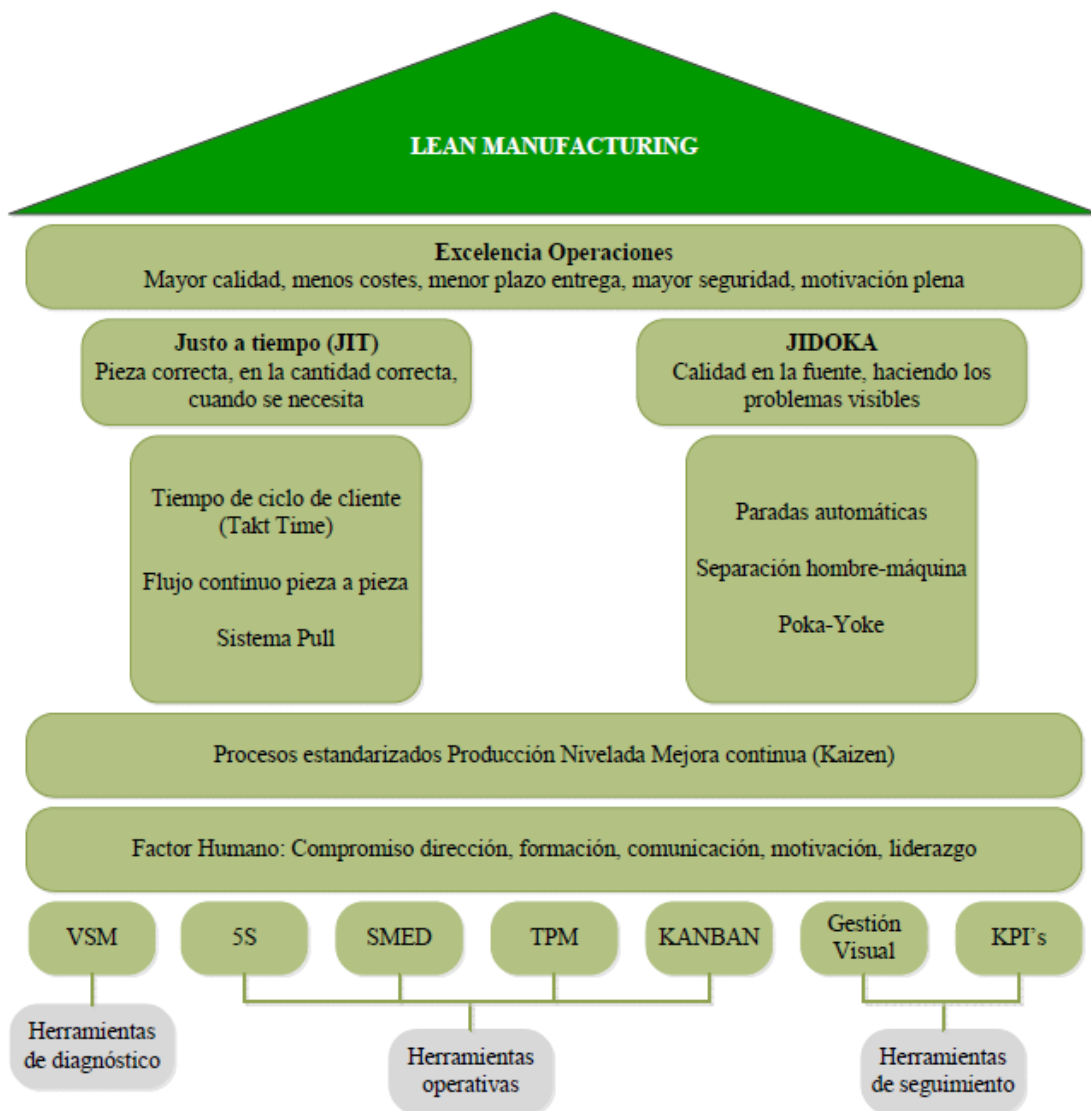 LEAN MANUFACTURING
Excelencia Operaciones
Mayor calidad, menos costes, menor plazo entrega, mayor seguridad, motivación plena
Justo a tiempo (JIT)
Pieza correcta, en la cantidad correcta,
cuando se necesita
JIDOKA
Calidad en la fuente, haciendo los
problemas visibles
Tiempo de ciclo de cliente
(Takt Time)
Flujo continuo pieza a pieza
Sistema Pull
Paradas automáticas
Separación hombre-máquina
Poka-Yoke
Procesos estandarizados Producción Nivelada Mejora continua (Kaizen)
Factor Humano: Compromiso dirección, formación, comunicación, motivación, liderazgo
VSM
5S
SMED
TPM
KANBAN
Gestión
Visual
KPI's
Herramientas
de diagnóstico
Herramientas
operativas
Herramientas
de seguimiento